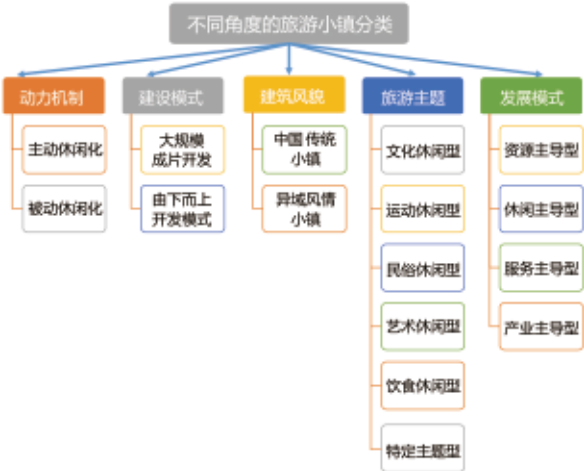 不同角度的旅游小镇分类
动力机制
主动休闲化
被动休闲化
建设模式
大规模
成片开发
由下而上
开发模式
建筑风貌
中国传统
小镇
异域风情
小镇
旅游主题
文化休闲型
运动休闲型
民俗休闲型
艺术休闲型
饮食休闲型
特定主题型
发展模式
资源主导型
休闲主导型
服务主导型
产业主导型